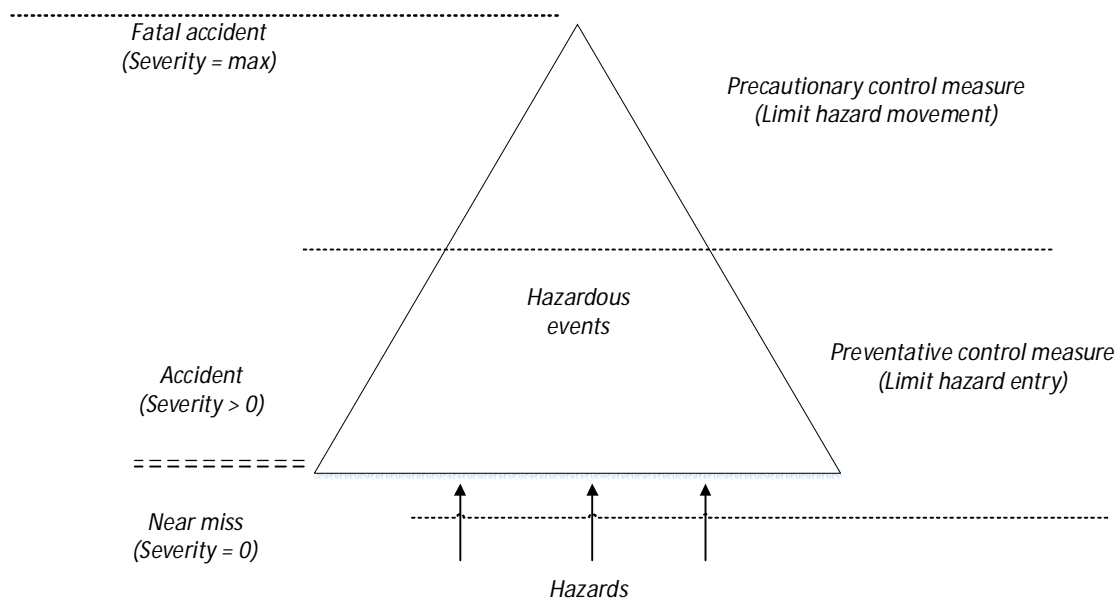 Fatal accident
(Severity = max)
Precautionary control measure
(Limit hazard movement)
Hazardous
events
Preventative control measure
(Limit hazard entry)
Accident
(Severity > 0)
Near miss
(Severity = 0)
Hazards